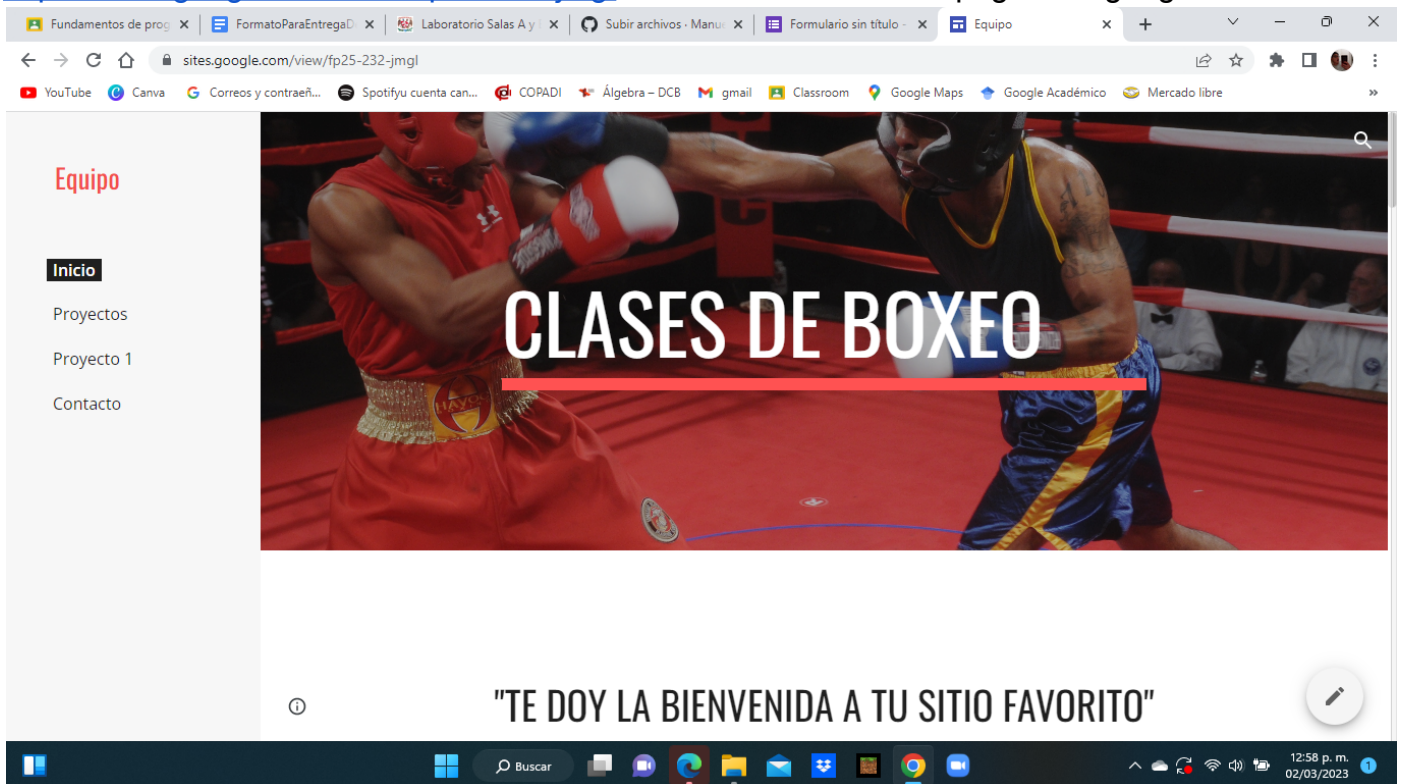 Fundamentos de prog
FormatoParaEntregaD
Laboratorio Salas A y
Subir archivos · Manu
Formulario sin título -
Equipo
sites.google.com/view/fp25-232-jmgl
YouTube
Canva
Correos y contraeñ...
Spotifyu cuenta can...
COPADI
Álgebra – DCB
gmail
Classroom
Google Maps
Google Académico
Mercado libre
»
Equipo
Inicio
Proyectos
Proyecto 1
Contacto
CLASES DE BOXEO
HAVOC
"TE DOY LA BIENVENIDA A TU SITIO FAVORITO"
Buscar
12:58 p. m.
02/03/2023
1